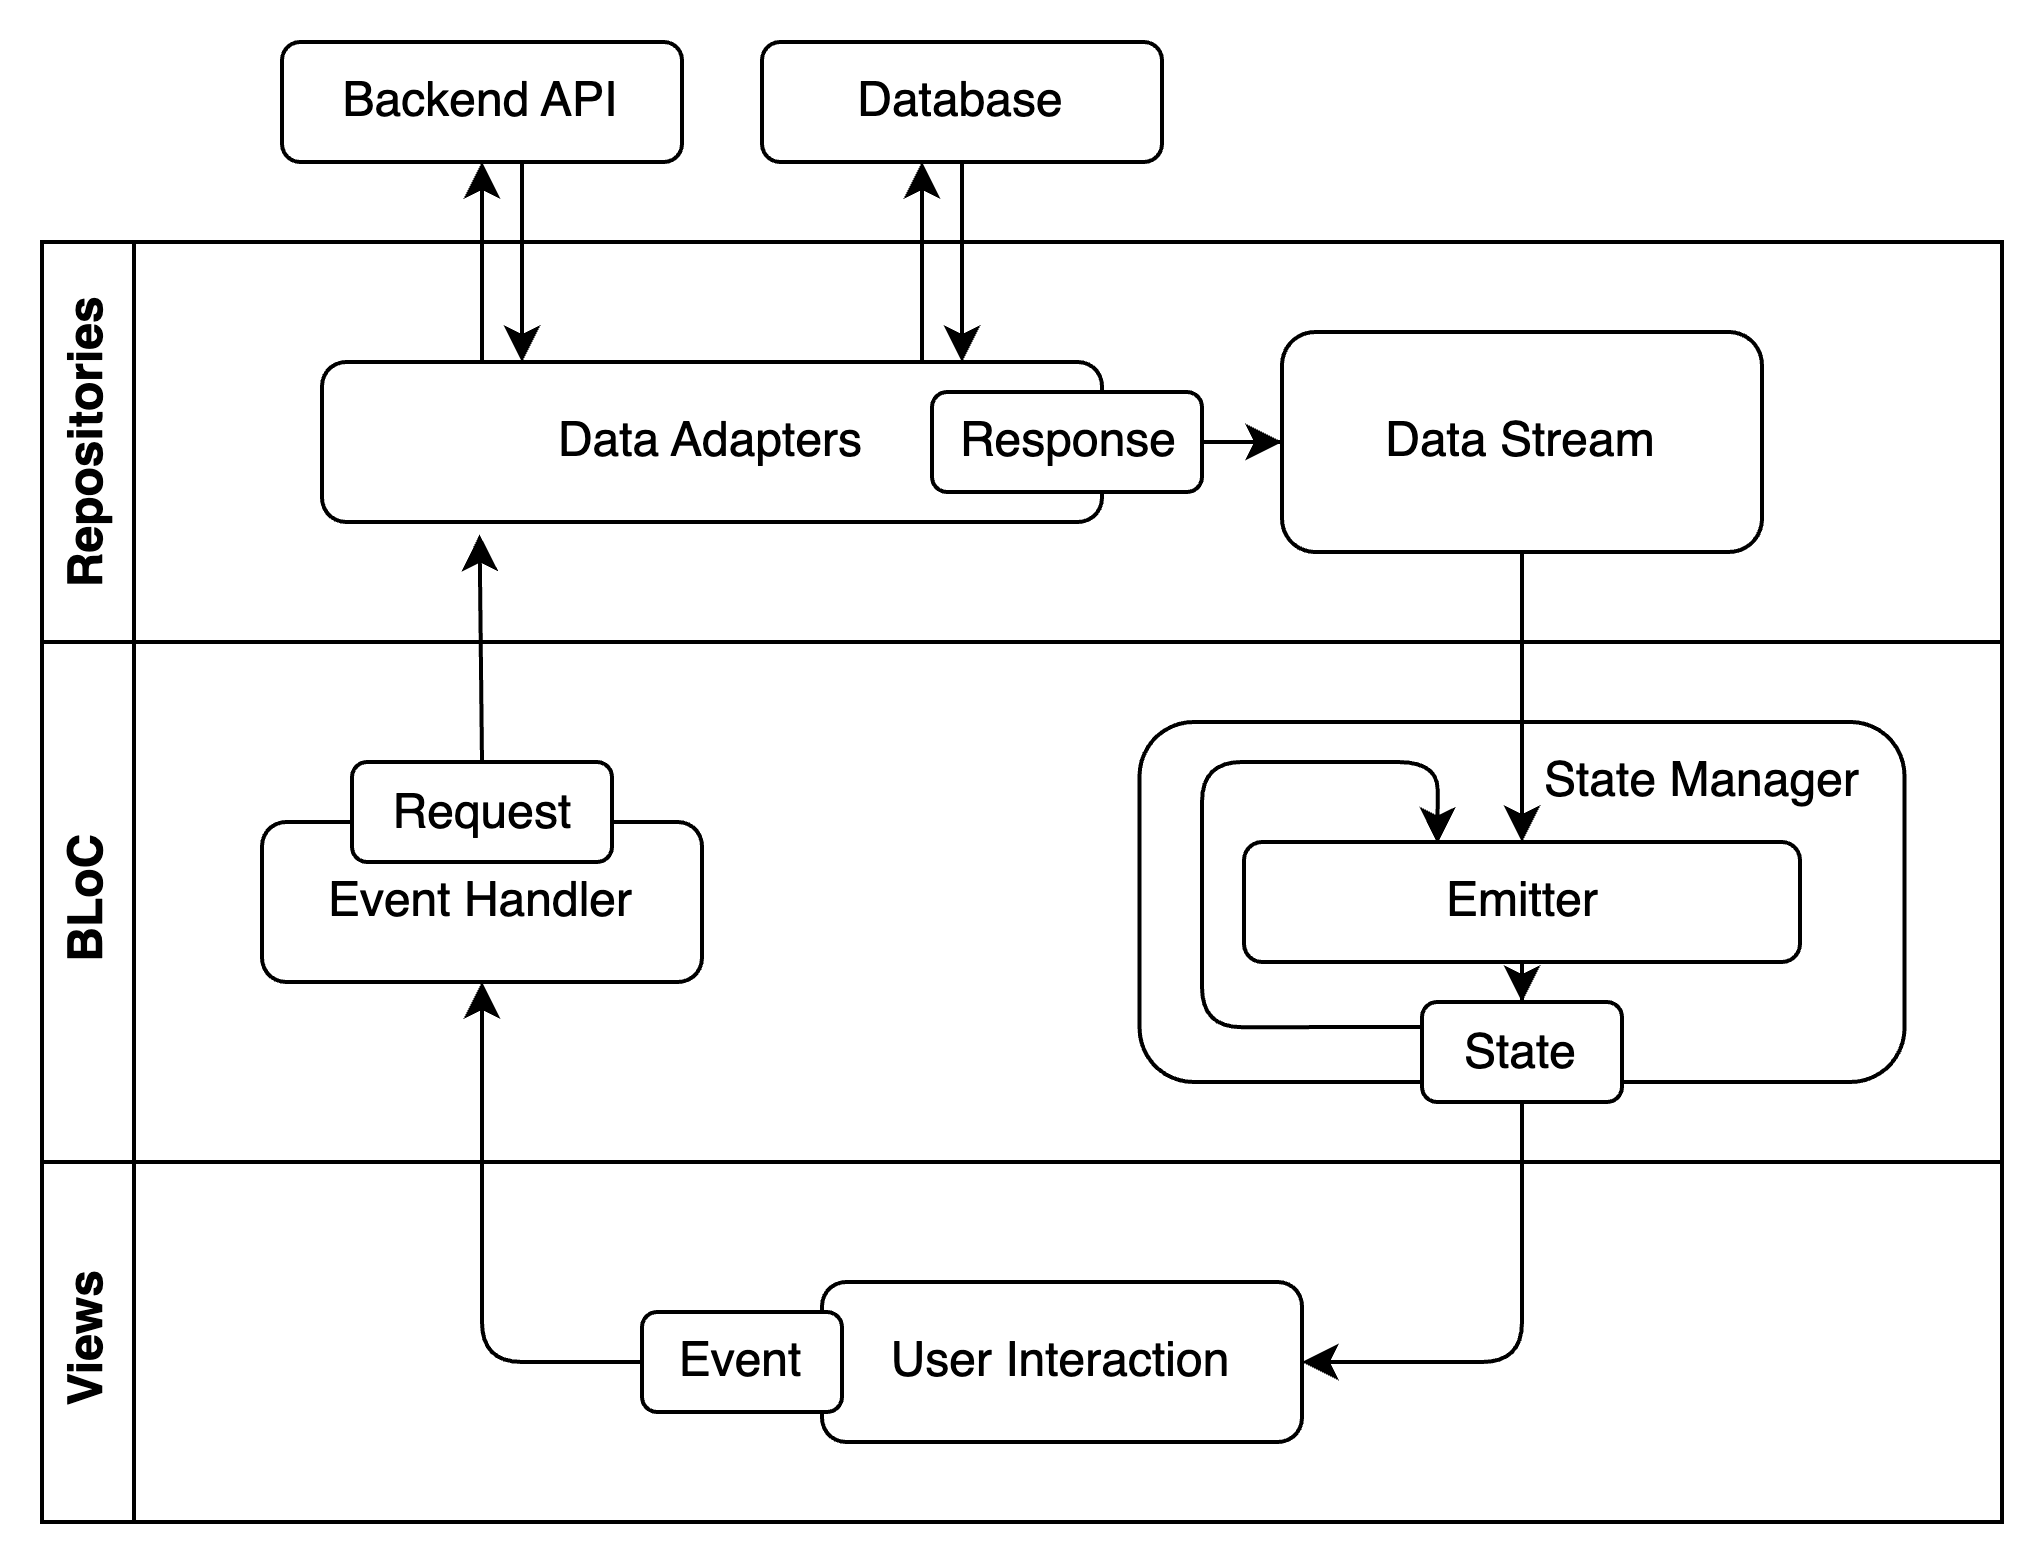 Backend API
Database
Repositories
Data Adapters
Response
Data Stream
BLoC
Request
Event Handler
State Manager
Emitter
State
Views
Event
User Interaction